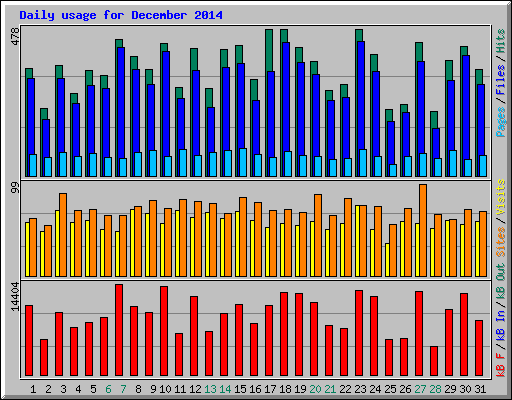 Daily usage for December 2014
478
Pages / Files / Hits
99
Sites / Visits
14404
kB F / kB In / kB Out
1 2 3 4 5 6 7 8 9 10 11 12 13 14 15 16 17 18 19 20 21 22 23 24 25 26 27 28 29 30 31